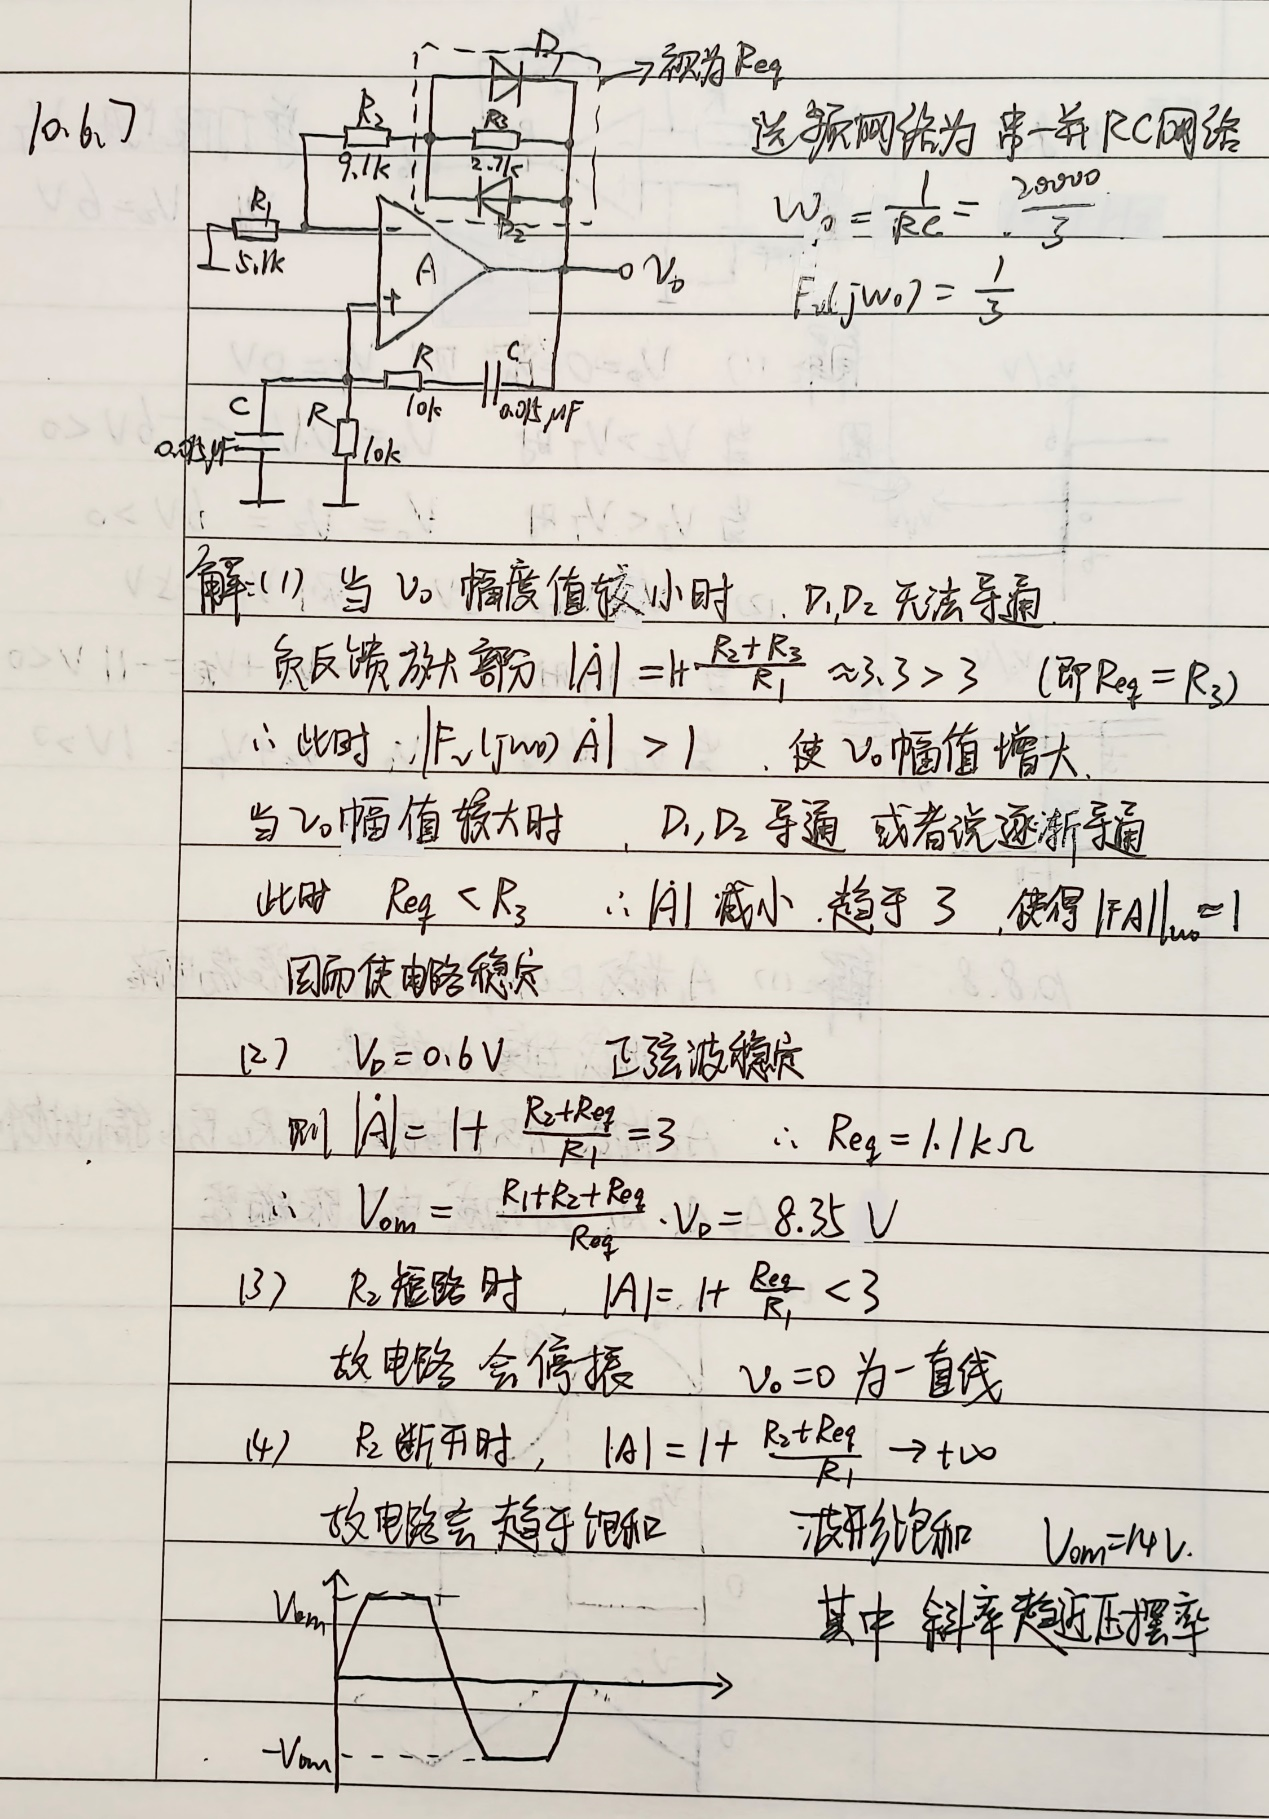 10.6.7
D1
→视为Req
R2
9.1k
R3
2.7k
D2
R1
5.1k
A
-
+
vo
R
10k
C
0.015μF
C
0.015μF
R
10k
选频网络为 串-并 RC网络
W0 = 1/RC = 20000/3
Fv(jw0) = 1/3
解:(1) 当 vo 幅度值较小时, D1,D2 无法导通.
负反馈放大部分 |Ȧ| = 1+ (R2+R3)/R1 ≈3.3 > 3 (即Req = R3)
∴ 此时 |Fv(jw0) Ȧ| > 1 , 使 vo 幅值增大.
当 vo 幅值较大时 , D1,D2 导通 或者说逐渐导通
此时 Req < R3 ∴ |Ȧ| 减小 , 趋于 3 , 使得 |FA||w0 ≈ 1
因而使电路稳定
(2) VD = 0.6V 正弦波稳定
则 |Ȧ| = 1+ (R2+Req)/R1 = 3 ∴ Req = 1.1kΩ
∴ Vom = (R1+R2+Req)/Req · VD = 8.35 V
(3) R2 短路时 , |A| = 1+ Req/R1 < 3
故电路会停振 vo=0 为一直线
(4) R2 断开时, |A| = 1+ (R2+Req)/R1 → +∞
故电路会趋于饱和 波形饱和 Vom=14V.
其中 斜率趋近压摆率
Vom
-Vom